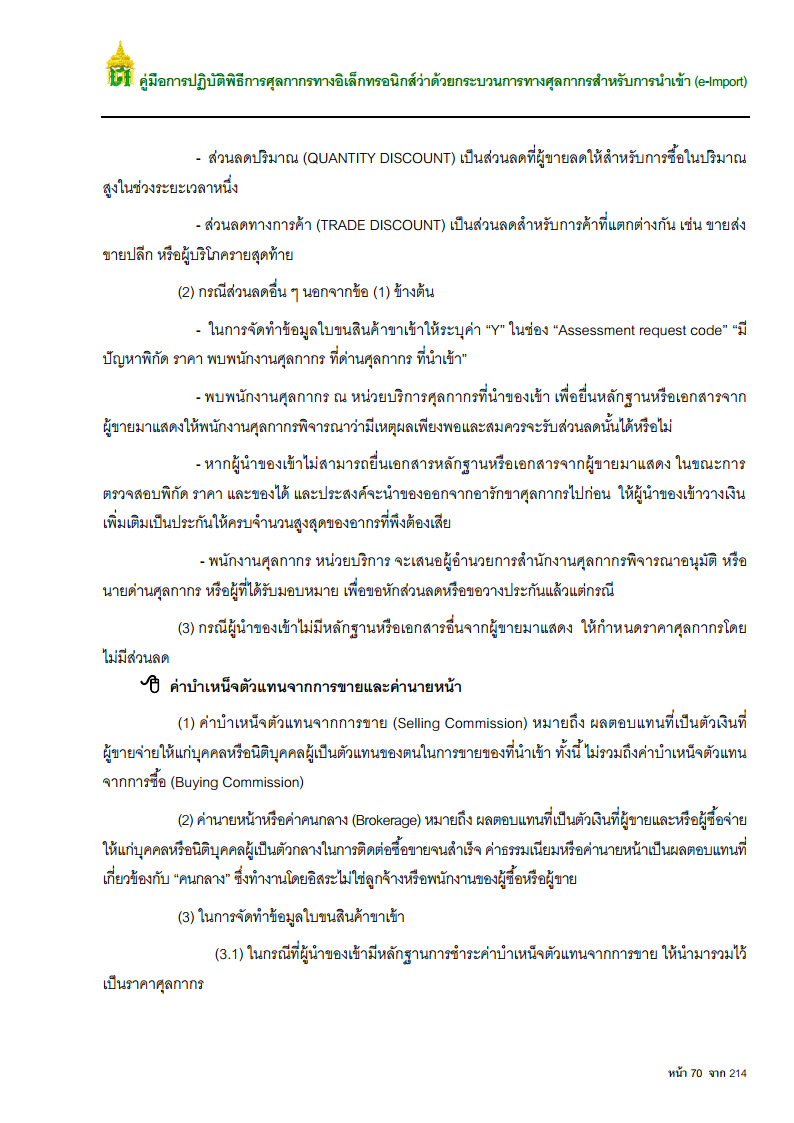 คู่มือการปฏิบัติพิธีการศุลกากรทางอิเล็กทรอนิกส์ว่าด้วยกระบวนการทางศุลกากรสำหรับการนำเข้า (e-Import)
- ส่วนลดปริมาณ (QUANTITY DISCOUNT) เป็นส่วนลดที่ผู้ขายลดให้สำหรับการซื้อในปริมาณ
สูงในช่วงระยะเวลาหนึ่ง
- ส่วนลดทางการค้า (TRADE DISCOUNT) เป็นส่วนลดสำหรับการค้าที่แตกต่างกัน เช่น ขายส่ง
ขายปลีก หรือผู้บริโภครายสุดท้าย
(2) กรณีส่วนลดอื่น ๆ นอกจากข้อ (1) ข้างต้น
- ในการจัดทำข้อมูลใบขนสินค้าขาเข้าให้ระบุค่า “Y” ในช่อง “Assessment request code” “มี
ปัญหาพิกัด ราคา พบพนักงานศุลกากร ที่ด่านศุลกากร ที่นำเข้า”
- พบพนักงานศุลกากร ณ หน่วยบริการศุลกากรที่นำของเข้า เพื่อยื่นหลักฐานหรือเอกสารจาก
ผู้ขายมาแสดงให้พนักงานศุลกากรพิจารณาว่ามีเหตุผลเพียงพอและสมควรจะรับส่วนลดนั้นได้หรือไม่
- หากผู้นำของเข้าไม่สามารถยื่นเอกสารหลักฐานหรือเอกสารจากผู้ขายมาแสดง ในขณะการ
ตรวจสอบพิกัด ราคา และของได้ และประสงค์จะนำของออกจากอารักขาศุลกากรไปก่อน ให้ผู้นำของเข้าวางเงิน
เพิ่มเติมเป็นประกันให้ครบจำนวนสูงสุดของอากรที่พึงต้องเสีย
- พนักงานศุลกากร หน่วยบริการ จะเสนอผู้อำนวยการสำนักงานศุลกากรพิจารณาอนุมัติ หรือ
นายด่านศุลกากร หรือผู้ที่ได้รับมอบหมาย เพื่อขอหักส่วนลดหรือขอวางประกันแล้วแต่กรณี
(3) กรณีผู้นำของเข้าไม่มีหลักฐานหรือเอกสารอื่นจากผู้ขายมาแสดง ให้กำหนดราคาศุลกากรโดย
ไม่มีส่วนลด
ค่าบำเหน็จตัวแทนจากการขายและค่านายหน้า
(1) ค่าบำเหน็จตัวแทนจากการขาย (Selling Commission) หมายถึง ผลตอบแทนที่เป็นตัวเงินที่
ผู้ขายจ่ายให้แก่บุคคลหรือนิติบุคคลผู้เป็นตัวแทนของตนในการขายของที่นำเข้า ทั้งนี้ ไม่รวมถึงค่าบำเหน็จตัวแทน
จากการซื้อ (Buying Commission)
(2) ค่านายหน้าหรือค่าคนกลาง (Brokerage) หมายถึง ผลตอบแทนที่เป็นตัวเงินที่ผู้ขายและหรือผู้ซื้อจ่าย
ให้แก่บุคคลหรือนิติบุคคลผู้เป็นตัวกลางในการติดต่อซื้อขายจนสำเร็จ ค่าธรรมเนียมหรือค่านายหน้าเป็นผลตอบแทนที่
เกี่ยวข้องกับ “คนกลาง” ซึ่งทำงานโดยอิสระไม่ใช่ลูกจ้างหรือพนักงานของผู้ซื้อหรือผู้ขาย
(3) ในการจัดทำข้อมูลใบขนสินค้าขาเข้า
(3.1) ในกรณีที่ผู้นำของเข้ามีหลักฐานการชำระค่าบำเหน็จตัวแทนจากการขาย ให้นำมารวมไว้
เป็นราคาศุลกากร
หน้า 70 จาก 214